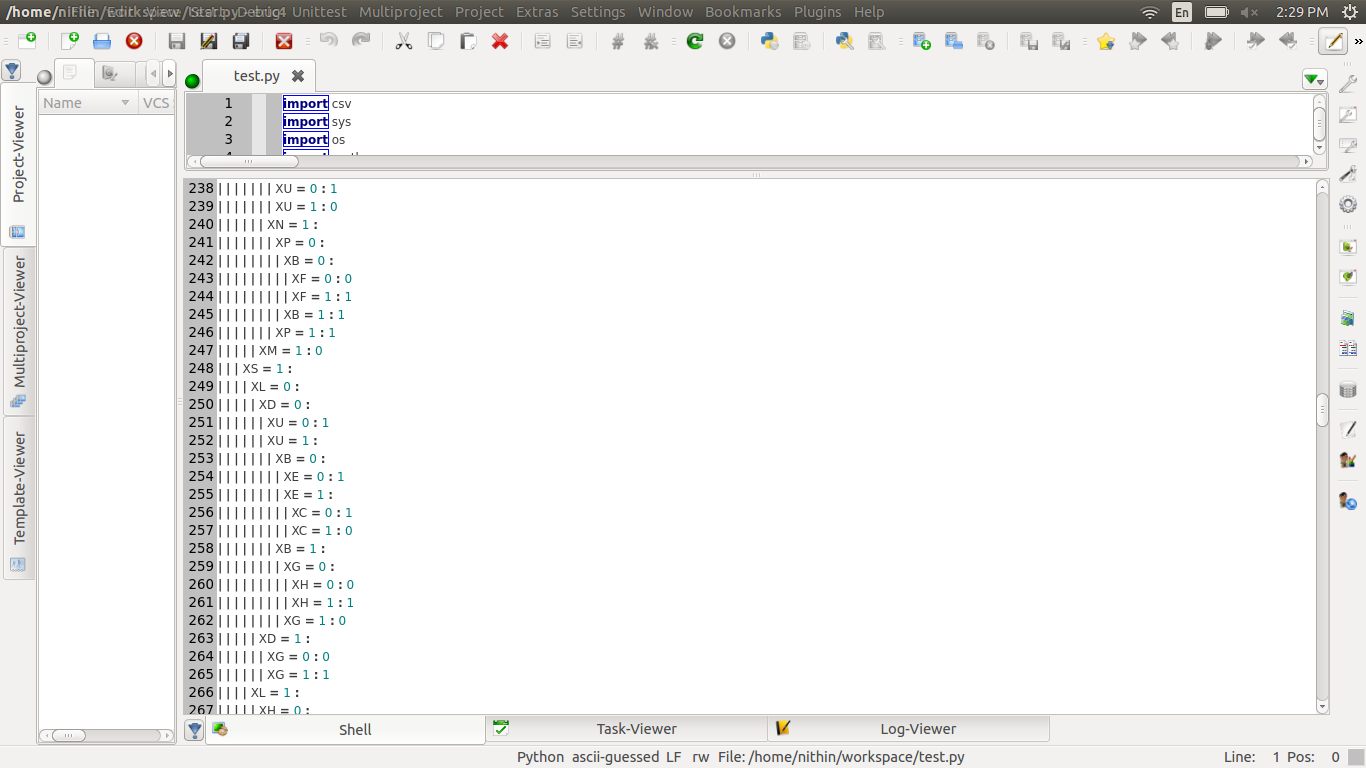 Unittest Multiproject Project Extras Settings Window Bookmarks Plugins Help
En 2:29 PM
test.py
Name VCS
1 import csv
2 import sys
3 import os
Project-Viewer
Multiproject-Viewer
Template-Viewer
238 | | | | | | | XU = 0 : 1
239 | | | | | | | XU = 1 : 0
240 | | | | | | XN = 1 :
241 | | | | | | | XP = 0 :
242 | | | | | | | | XB = 0 :
243 | | | | | | | | | XF = 0 : 0
244 | | | | | | | | | XF = 1 : 1
245 | | | | | | | | XB = 1 : 1
246 | | | | | | | XP = 1 : 1
247 | | | | | XM = 1 : 0
248 | | | XS = 1 :
249 | | | | XL = 0 :
250 | | | | | XD = 0 :
251 | | | | | | XU = 0 : 1
252 | | | | | | XU = 1 :
253 | | | | | | | XB = 0 :
254 | | | | | | | | XE = 0 : 1
255 | | | | | | | | XE = 1 :
256 | | | | | | | | | XC = 0 : 1
257 | | | | | | | | | XC = 1 : 0
258 | | | | | | | XB = 1 :
259 | | | | | | | | XG = 0 :
260 | | | | | | | | | XH = 0 : 0
261 | | | | | | | | | XH = 1 : 1
262 | | | | | | | | XG = 1 : 0
263 | | | | | XD = 1 :
264 | | | | | | XG = 0 : 0
265 | | | | | | XG = 1 : 1
266 | | | | XL = 1 :
267 | | | | | XH = 0 :
Shell Task-Viewer Log-Viewer
Python ascii-guessed LF rw File: /home/nithin/workspace/test.py Line: 1 Pos: 0